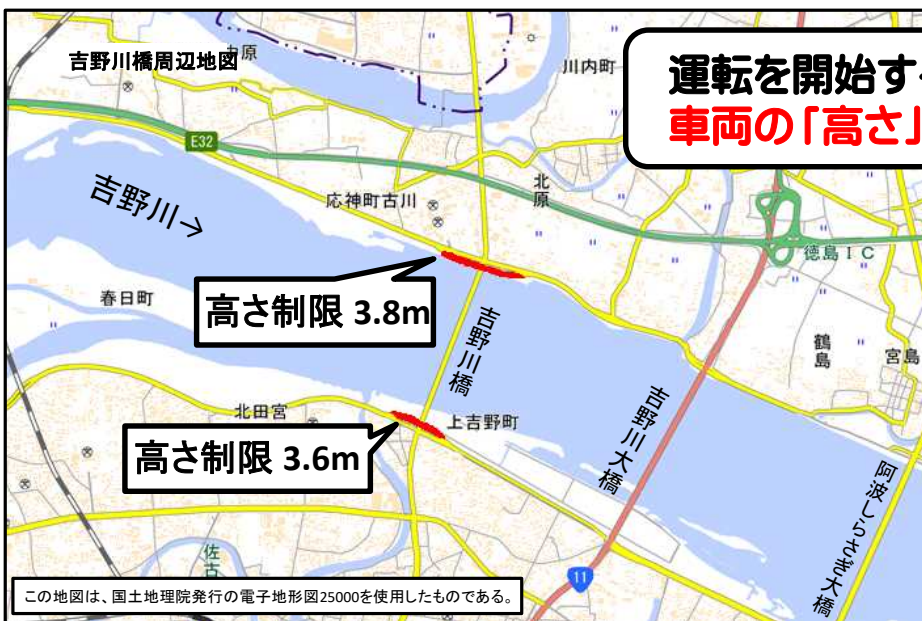 吉野川橋周辺地図
中原
川内町
運転を開始す
車両の「高さ」
E32
吉野川→
応神町古川
北原
徳島IC
春日町
高さ制限 3.8m
吉野川橋
鶴島
宮島
北田宮
上吉野町
吉野川大橋
高さ制限 3.6m
阿波しらさぎ大橋
佐古
11
この地図は、国土地理院発行の電子地形図25000を使用したものである。